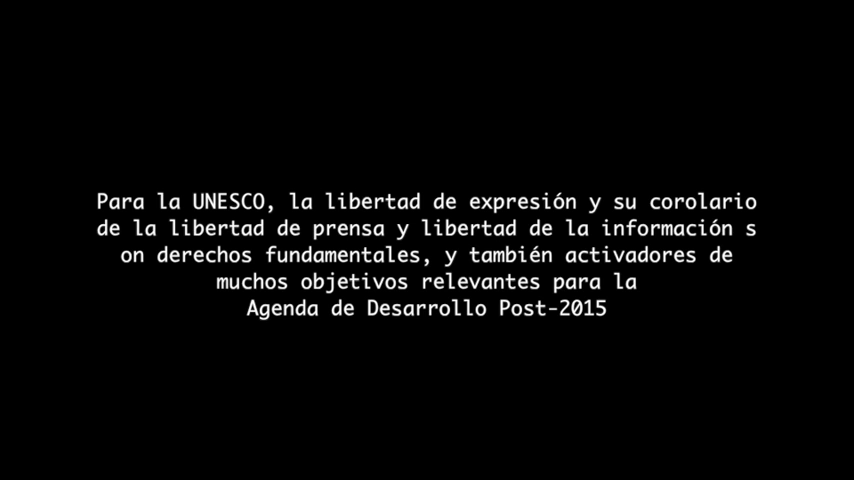 Para la UNESCO, la libertad de expresión y su corolario
de la libertad de prensa y libertad de la información s
on derechos fundamentales, y también activadores de
muchos objetivos relevantes para la
Agenda de Desarrollo Post-2015